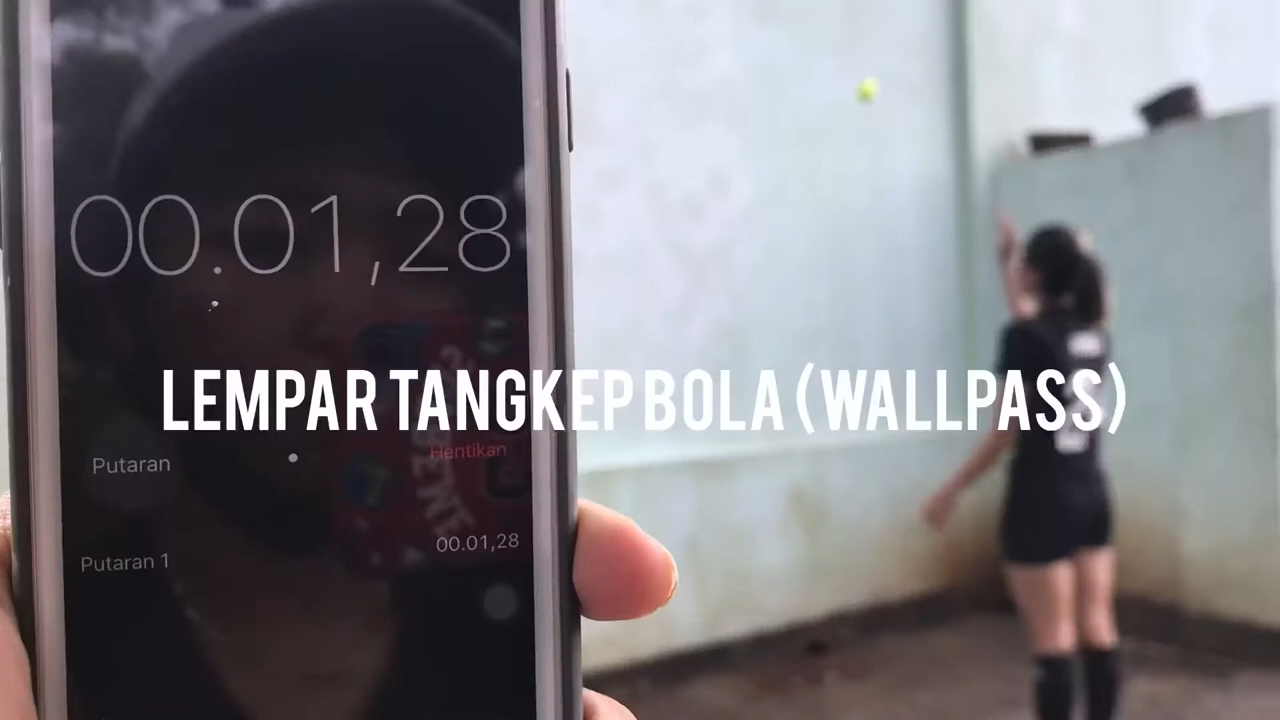 00.01,28
LEMPAR TANGKEP BOLA (WALLPASS)
Putaran
Hentikan
Putaran 1
00.01,28